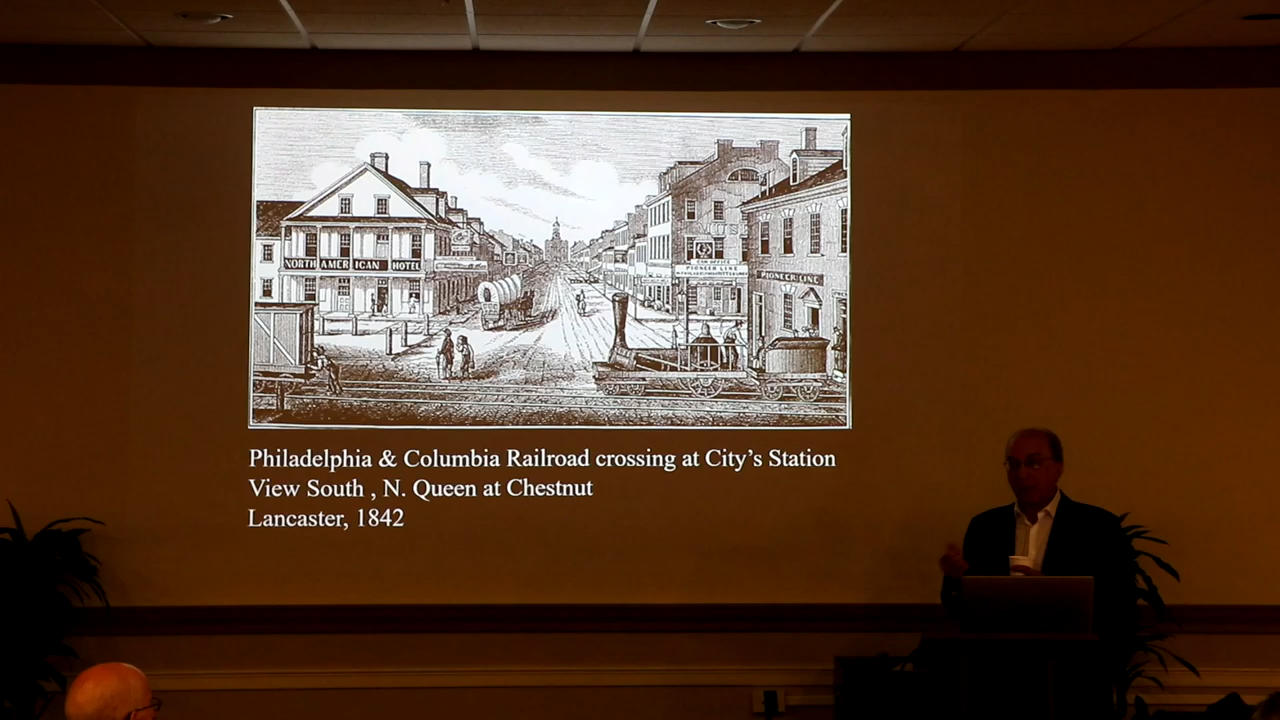 NORTH AMERICAN HOTEL
PIONEER LINE
PIONEER LINE
Philadelphia & Columbia Railroad crossing at City's Station
View South , N. Queen at Chestnut
Lancaster, 1842